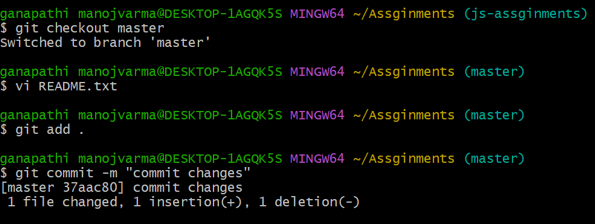 ganapathi manojvarma@DESKTOP-1AGQK5S MINGW64 ~/Assginments (js-assginments)
$ git checkout master
Switched to branch 'master'
ganapathi manojvarma@DESKTOP-1AGQK5S MINGW64 ~/Assginments (master)
$ vi README.txt
ganapathi manojvarma@DESKTOP-1AGQK5S MINGW64 ~/Assginments (master)
$ git add .
ganapathi manojvarma@DESKTOP-1AGQK5S MINGW64 ~/Assginments (master)
$ git commit -m "commit changes"
[master 37aac80] commit changes
1 file changed, 1 insertion(+), 1 deletion(-)